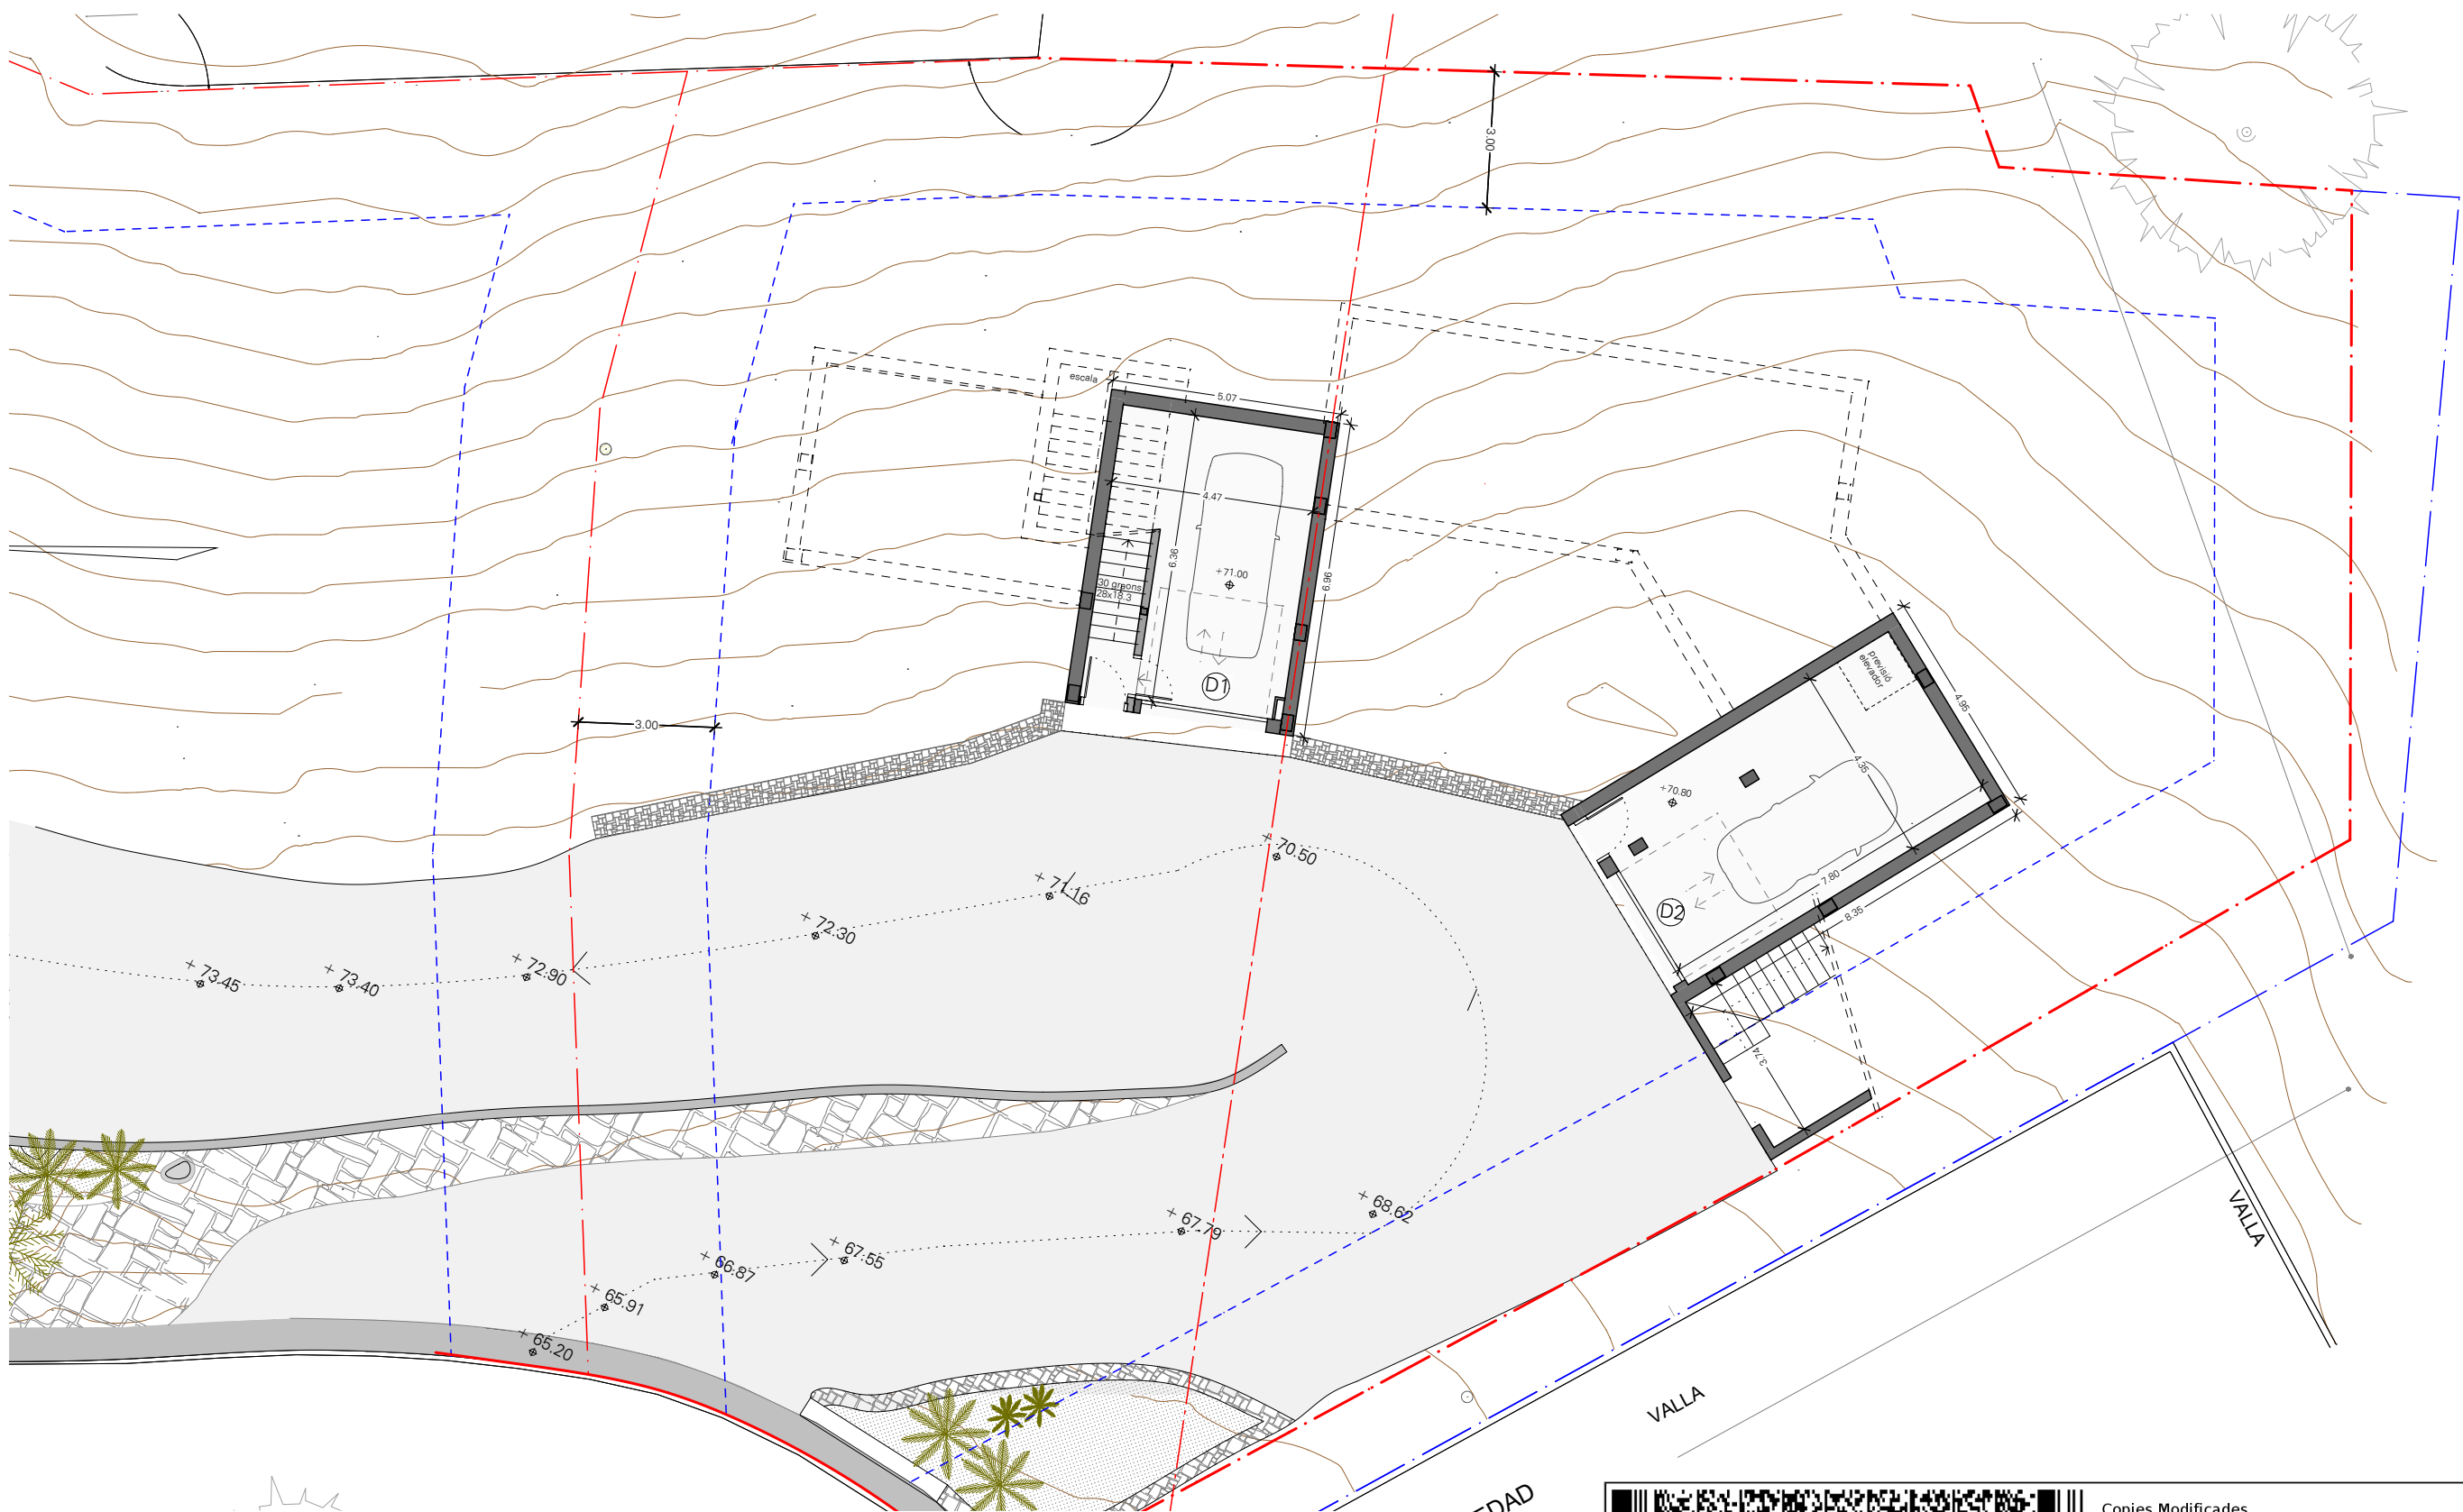 3.00
escala
5.07
4.47
6.36
+71.00
6.96
30 graons
28x18.3
D1
previsió
elevador
4.95
3.00
+70.80
4.35
7.80
8.35
D2
3.74
+ 70.50
+ 71.16
+ 72.30
+ 72.90
+ 73.40
+ 73.45
+ 68.62
+ 67.79
+ 67.55
+ 66.87
+ 65.91
+ 65.20
VALLA
VALLA
EDAD
Copies Modificades